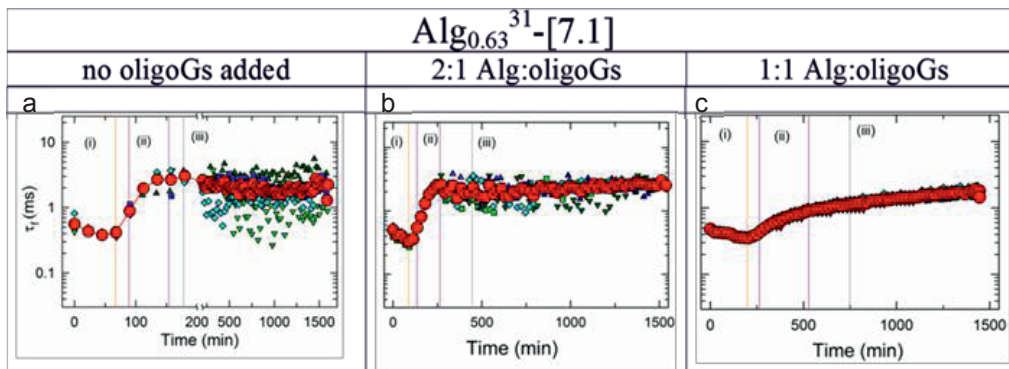 Alg0.63^31-[7.1]
no oligoGs added 2:1 Alg:oligoGs 1:1 Alg:oligoGs
a b c
(i) (ii) (iii) (i) (ii) (iii) (i) (ii) (iii)
10
1
0.1
τf (ms)
0 100 200 500 1000 1500 0 500 1000 1500 0 500 1000 1500
Time (min) Time (min) Time (min)